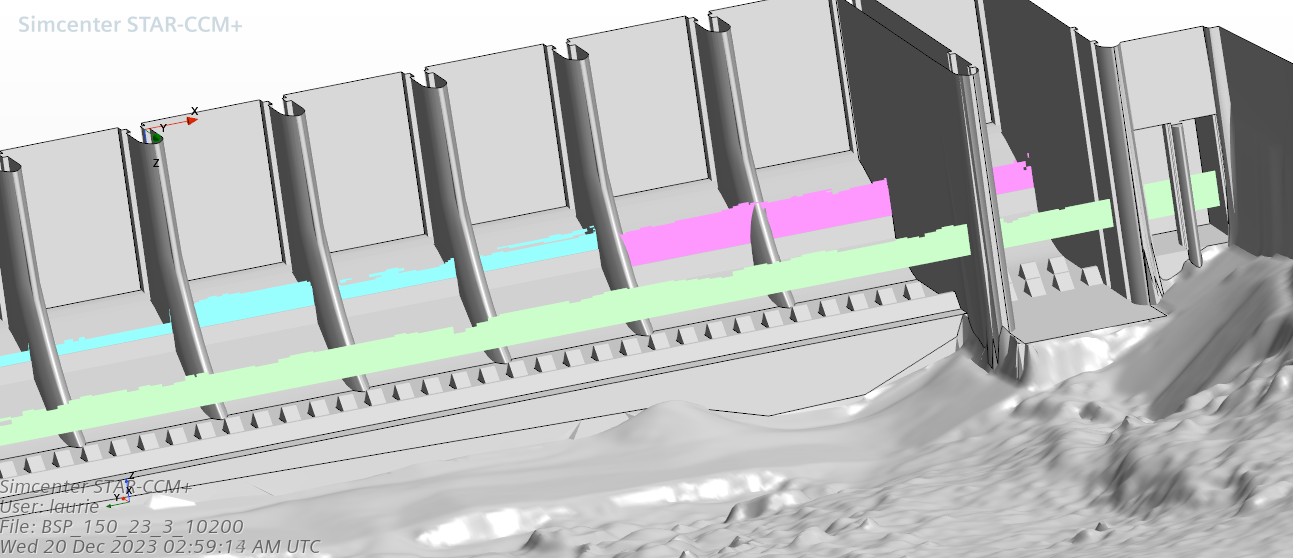 Simcenter STAR-CCM+
X
Y
Z
Z
X
Y
Simcenter STAR-CCM+
User: laurie
File: BSP_150_23_3_10200
Wed 20 Dec 2023 02:59:14 AM UTC